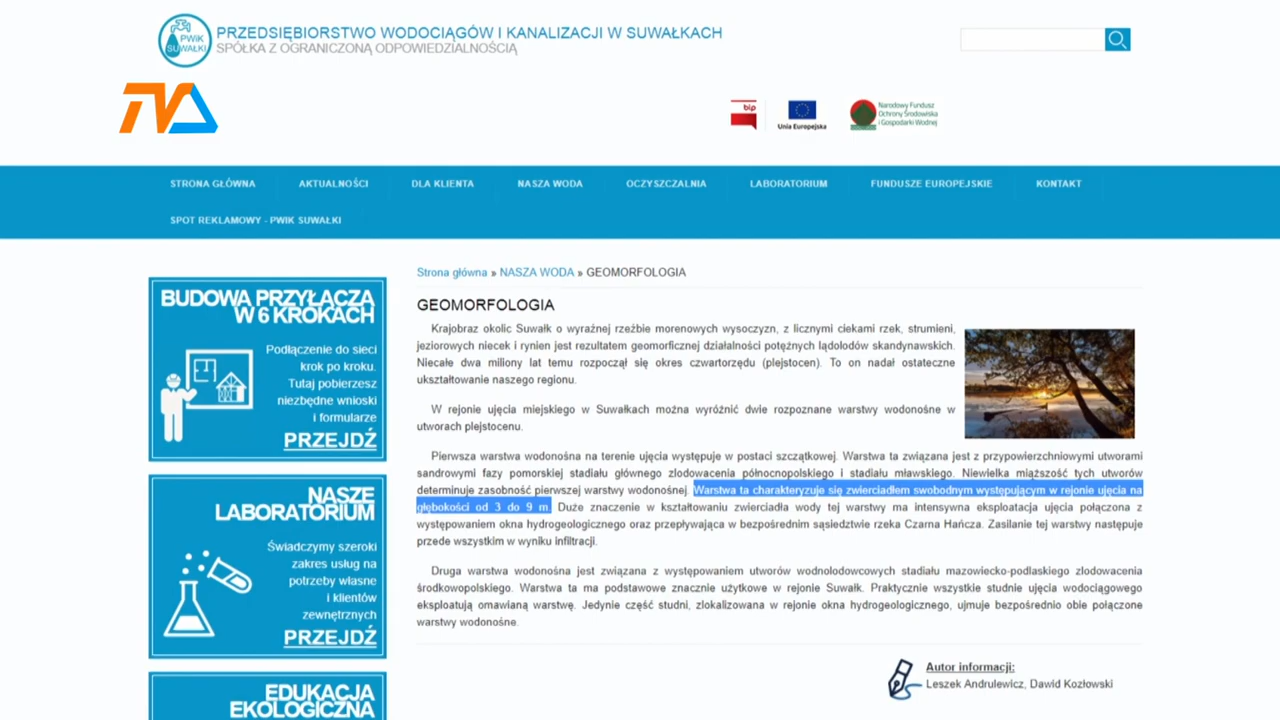 PRZEDSIĘBIORSTWO WODOCIĄGÓW I KANALIZACJI W SUWAŁKACH
SPÓŁKA Z OGRANICZONĄ ODPOWIEDZIALNOŚCIĄ
PWiK
SUWAŁKI
TVA
bip
Unia Europejska
Narodowy Fundusz
Ochrony Środowiska
i Gospodarki Wodnej
STRONA GŁÓWNA
AKTUALNOŚCI
DLA KLIENTA
NASZA WODA
OCZYSZCZALNIA
LABORATORIUM
FUNDUSZE EUROPEJSKIE
KONTAKT
SPOT REKLAMOWY - PWIK SUWAŁKI
BUDOWA PRZYŁĄCZA
W 6 KROKACH
Podłączenie do sieci
krok po kroku.
Tutaj pobierzesz
niezbędne wnioski
i formularze
PRZEJDŹ
NASZE
LABORATORIUM
Świadczymy szeroki
zakres usług na
potrzeby własne
i klientów
zewnętrznych
PRZEJDŹ
EDUKACJA
EKOLOGICZNA
Strona główna » NASZA WODA » GEOMORFOLOGIA
GEOMORFOLOGIA
Krajobraz okolic Suwałk o wyraźnej rzeźbie morenowych wysoczyzn, z licznymi ciekami rzek, strumieni,
jeziorowych niecek i rynien jest rezultatem geomorficznej działalności potężnych lądolodów skandynawskich.
Niecałe dwa miliony lat temu rozpoczął się okres czwartorzędu (plejstocen). To on nadał ostateczne
ukształtowanie naszego regionu.
W rejonie ujęcia miejskiego w Suwałkach można wyróżnić dwie rozpoznane warstwy wodonośne w
utworach plejstocenu.
Pierwsza warstwa wodonośna na terenie ujęcia występuje w postaci szczątkowej. Warstwa ta związana jest z przypowierzchniowymi utworami
sandrowymi fazy pomorskiej stadiału głównego zlodowacenia północnopolskiego i stadiału mławskiego. Niewielka miąższość tych utworów
determinuje zasobność pierwszej warstwy wodonośnej. Warstwa ta charakteryzuje się zwierciadłem swobodnym występującym w rejonie ujęcia na
głębokości od 3 do 9 m. Duże znaczenie w kształtowaniu zwierciadła wody tej warstwy ma intensywna eksploatacja ujęcia połączona z
występowaniem okna hydrogeologicznego oraz przepływająca w bezpośrednim sąsiedztwie rzeka Czarna Hańcza. Zasilanie tej warstwy następuje
przede wszystkim w wyniku infiltracji.
Druga warstwa wodonośna jest związana z występowaniem utworów wodnolodowcowych stadiału mazowiecko-podlaskiego zlodowacenia
środkowopolskiego. Warstwa ta ma podstawowe znacznie użytkowe w rejonie Suwałk. Praktycznie wszystkie studnie ujęcia wodociągowego
eksploatują omawianą warstwę. Jedynie część studni, zlokalizowana w rejonie okna hydrogeologicznego, ujmuje bezpośrednio obie połączone
warstwy wodonośne.
Autor informacji:
Leszek Andrulewicz, Dawid Kozłowski